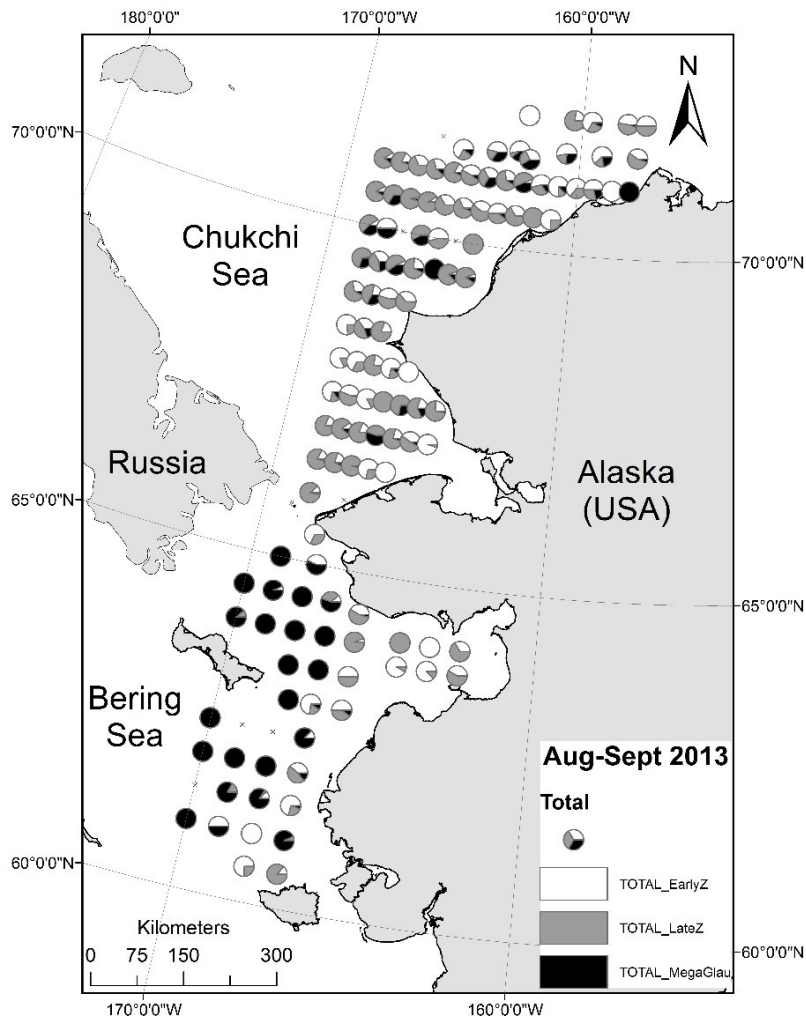 180°0'0"
170°0'0"W
160°0'0"W
N
70°0'0"N
Chukchi
Sea
70°0'0"N
Russia
Alaska
(USA)
65°0'0"N
65°0'0"N
Bering
Sea
Aug-Sept 2013
Total
TOTAL_EarlyZ
TOTAL_LateZ
TOTAL_MegaGlau
60°0'0"N
60°0'0"N
Kilometers
0 75 150 300
170°0'0"W
160°0'0"W